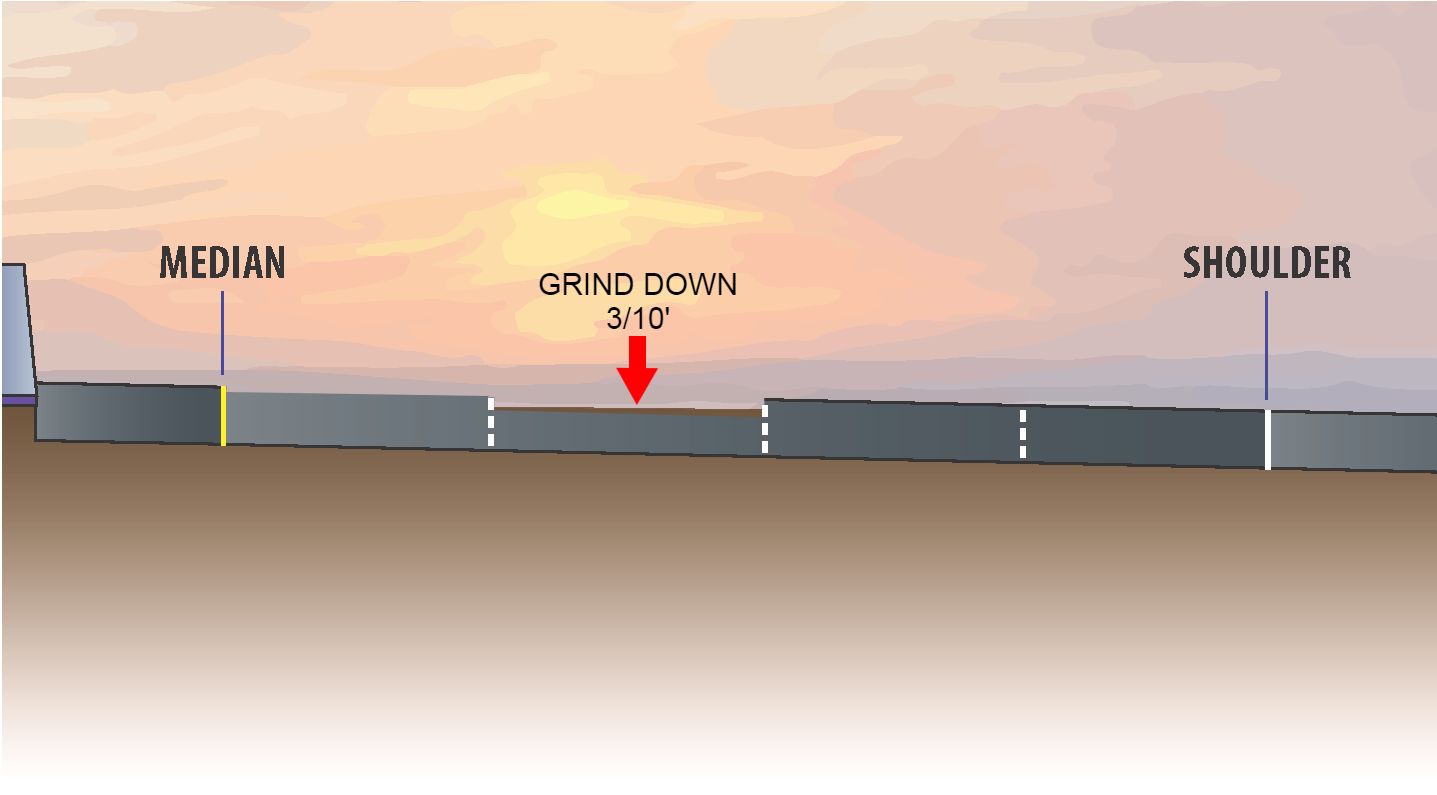 MEDIAN
GRIND DOWN
3/10'
SHOULDER